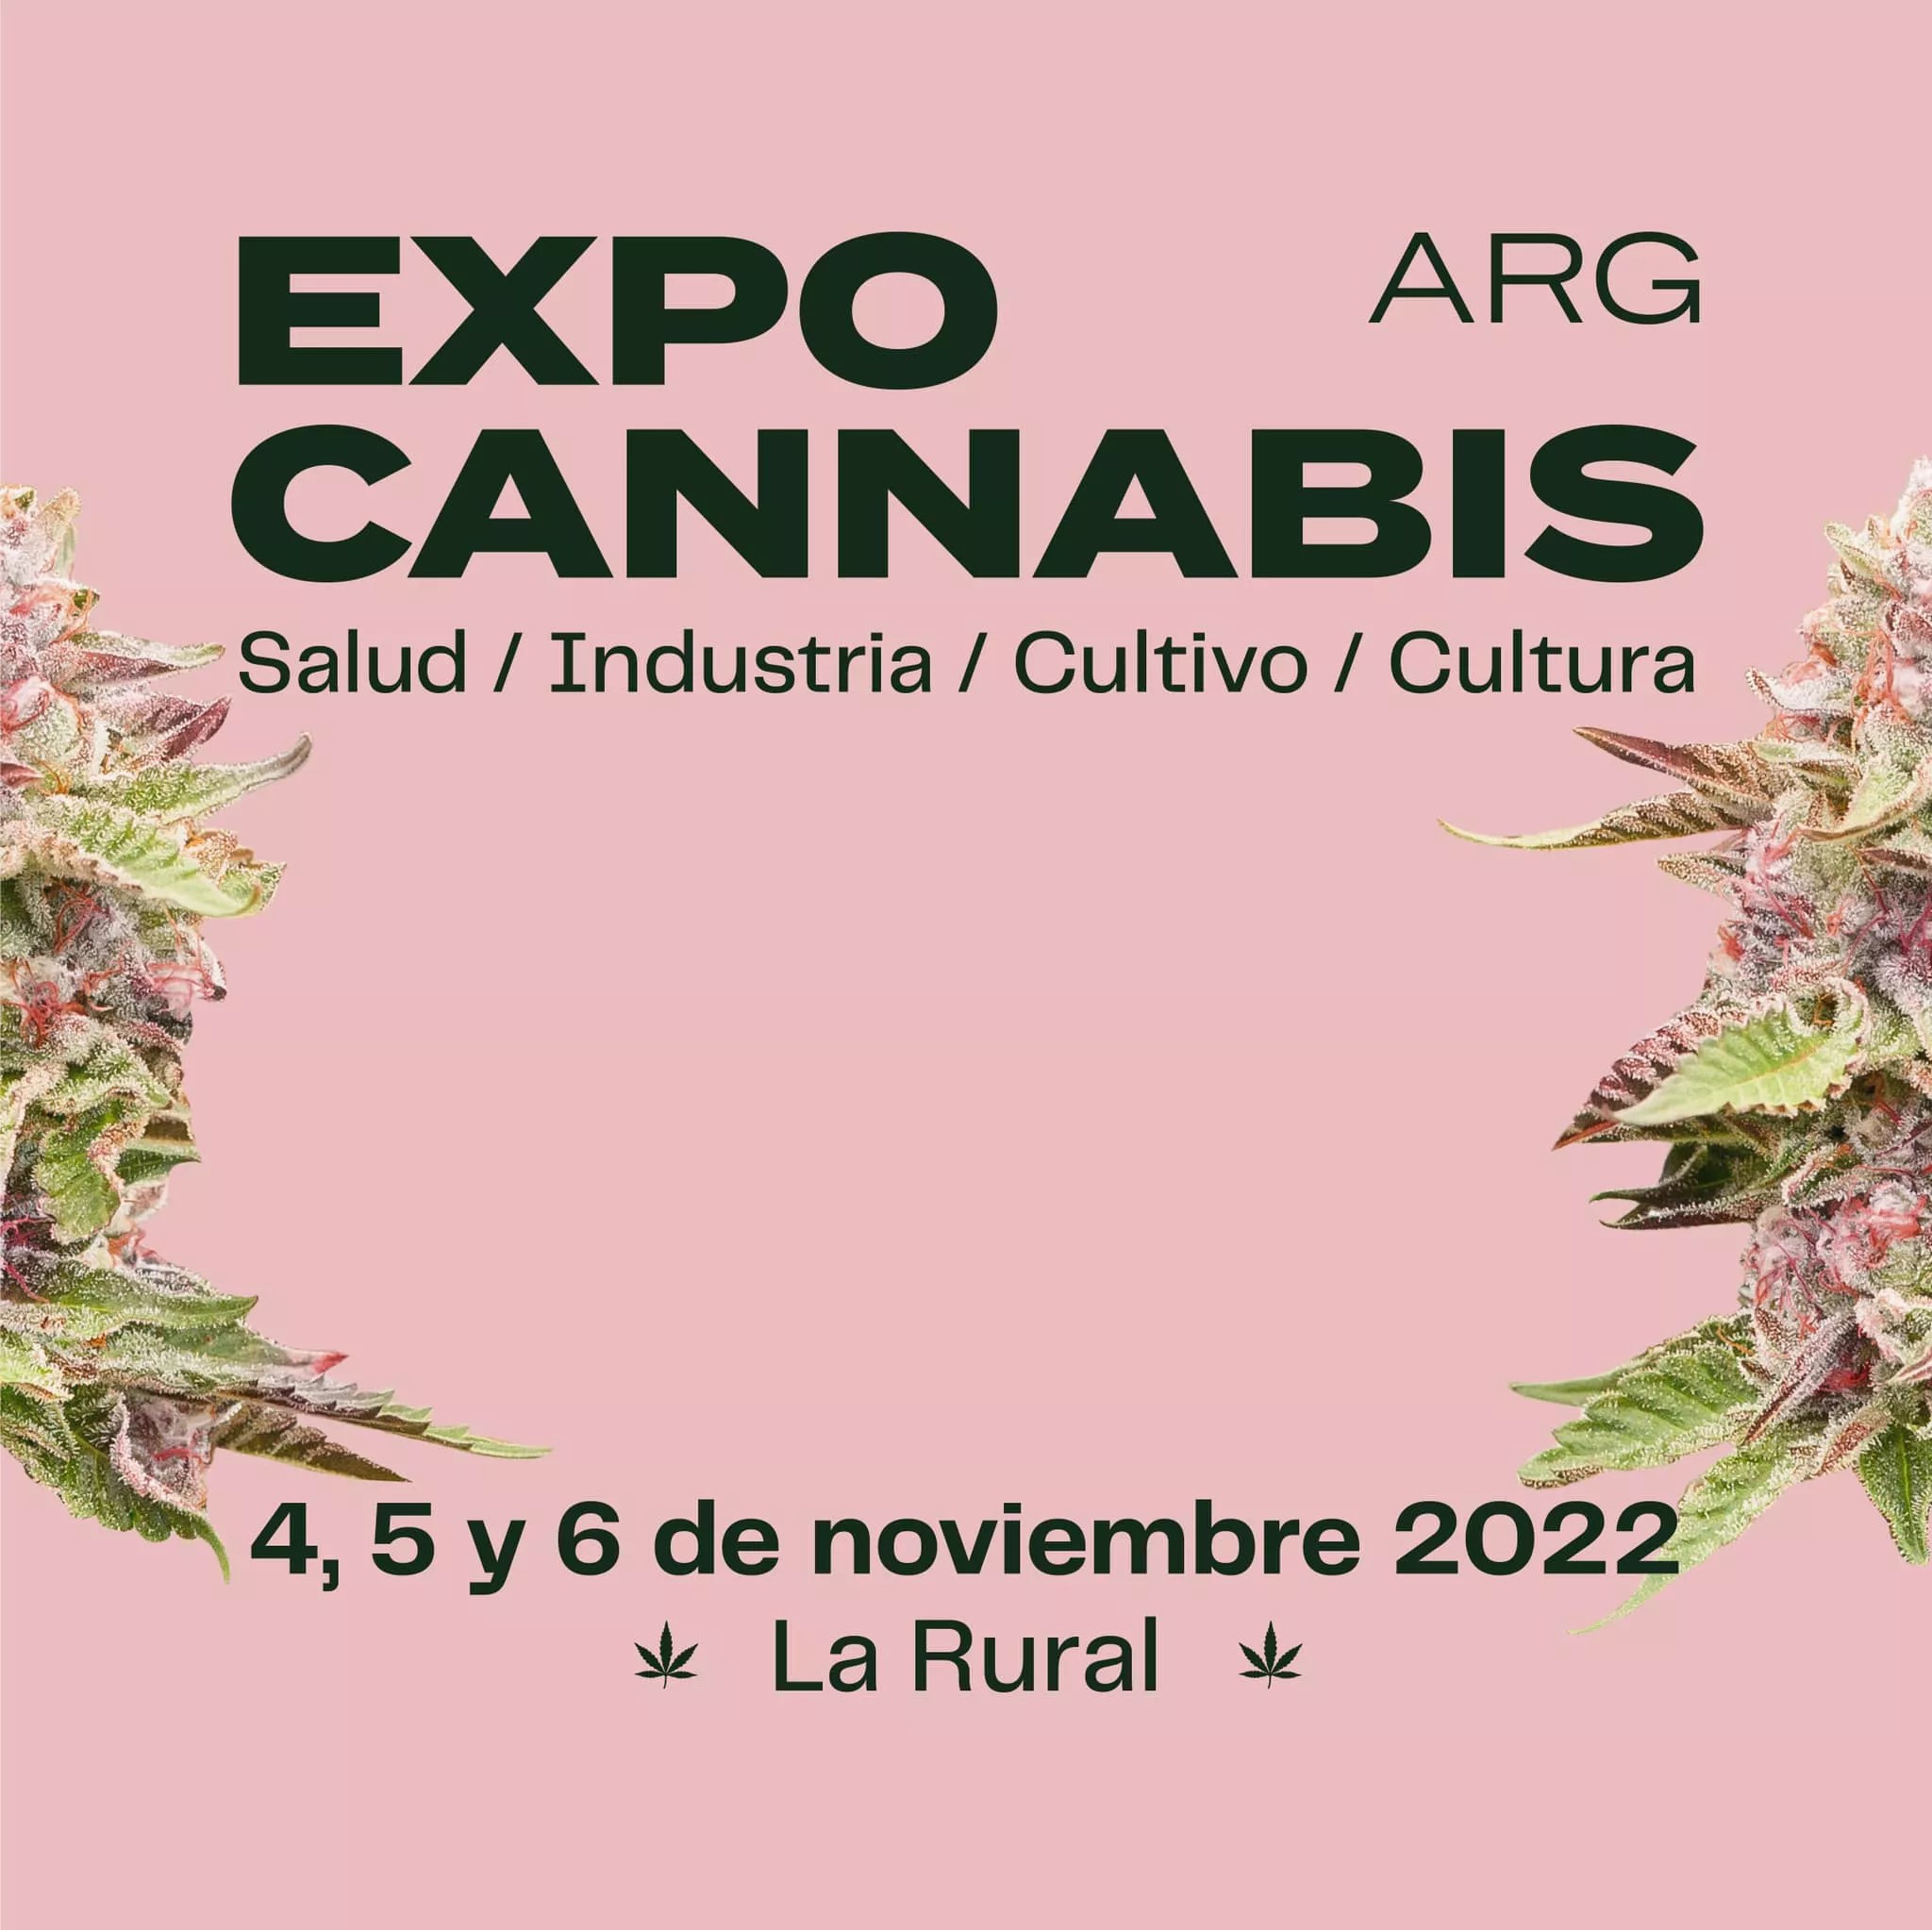 EXPO ARG
CANNABIS
Salud / Industria / Cultivo / Cultura
4, 5 y 6 de noviembre 2022
La Rural